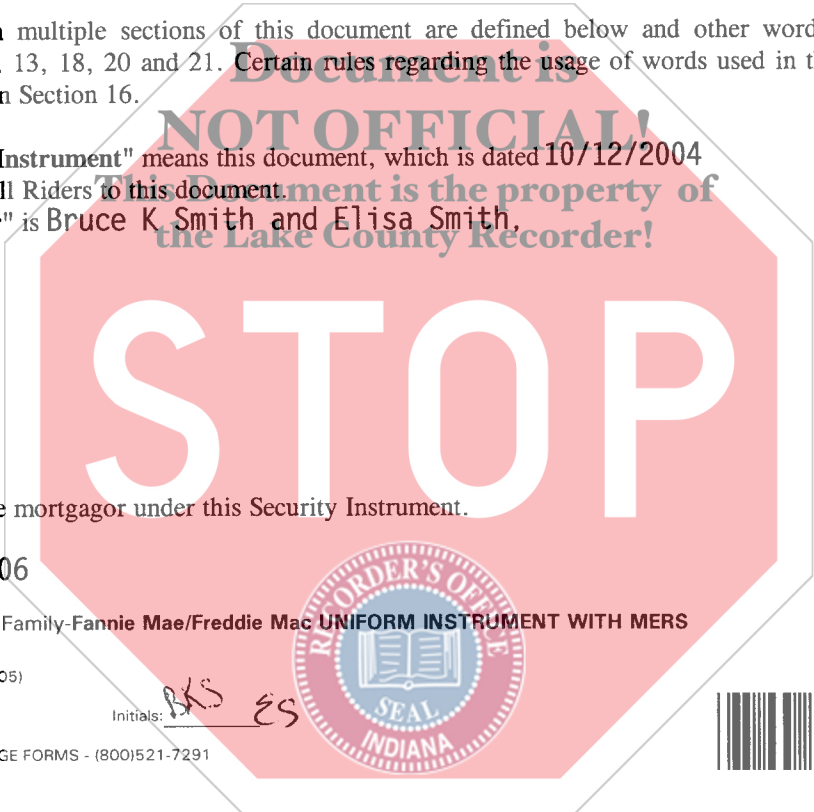 multiple sections of this document are defined below and other word
13, 18, 20 and 21. Certain rules regarding the usage of words used in t
n Section 16.
Document is
NOT OFFICIAL!
This Document is the property of
the Lake County Recorder!
Instrument" means this document, which is dated 10/12/2004
ll Riders to this document.
" is Bruce K Smith and Elisa Smith,
STOP
e mortgagor under this Security Instrument.
06
Family-Fannie Mae/Freddie Mac UNIFORM INSTRUMENT WITH MERS
05)
Initials: BKS ES
GE FORMS - (800)521-7291
RECORDER'S OFFICE
SEAL
INDIANA